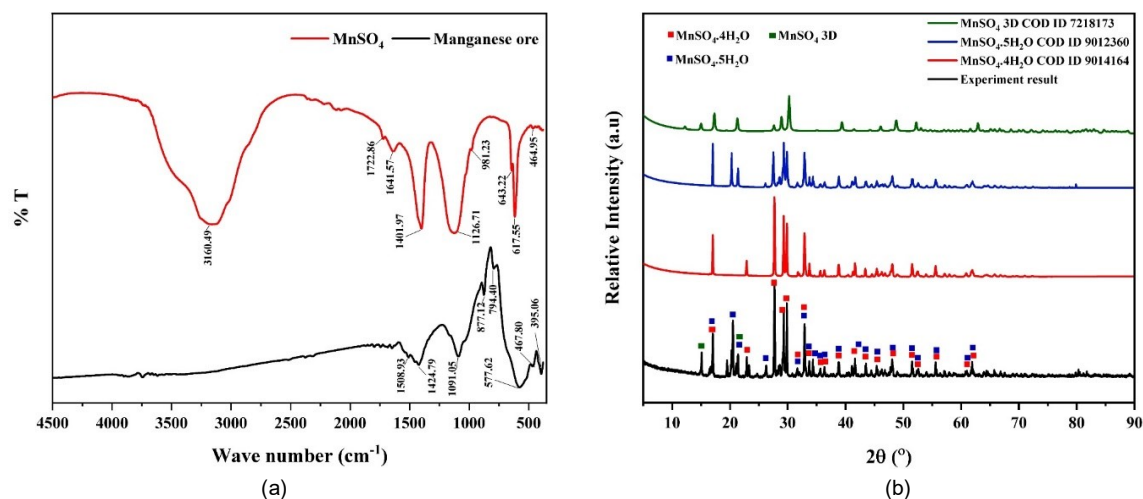 MnSO₄
Manganese ore
% T
3160.49
1722.86
1641.57
1401.97
1126.71
981.23
643.22
617.55
464.95
1508.93
1424.79
1091.05
877.12
794.40
577.62
467.80
395.06
4500 4000 3500 3000 2500 2000 1500 1000 500
Wave number (cm⁻¹)
(a)
MnSO₄.4H₂O
MnSO₄ 3D
MnSO₄.5H₂O
MnSO₄ 3D COD ID 7218173
MnSO₄.5H₂O COD ID 9012360
MnSO₄.4H₂O COD ID 9014164
Experiment result
Relative Intensity (a.u)
10 20 30 40 50 60 70 80 90
2θ (°)
(b)